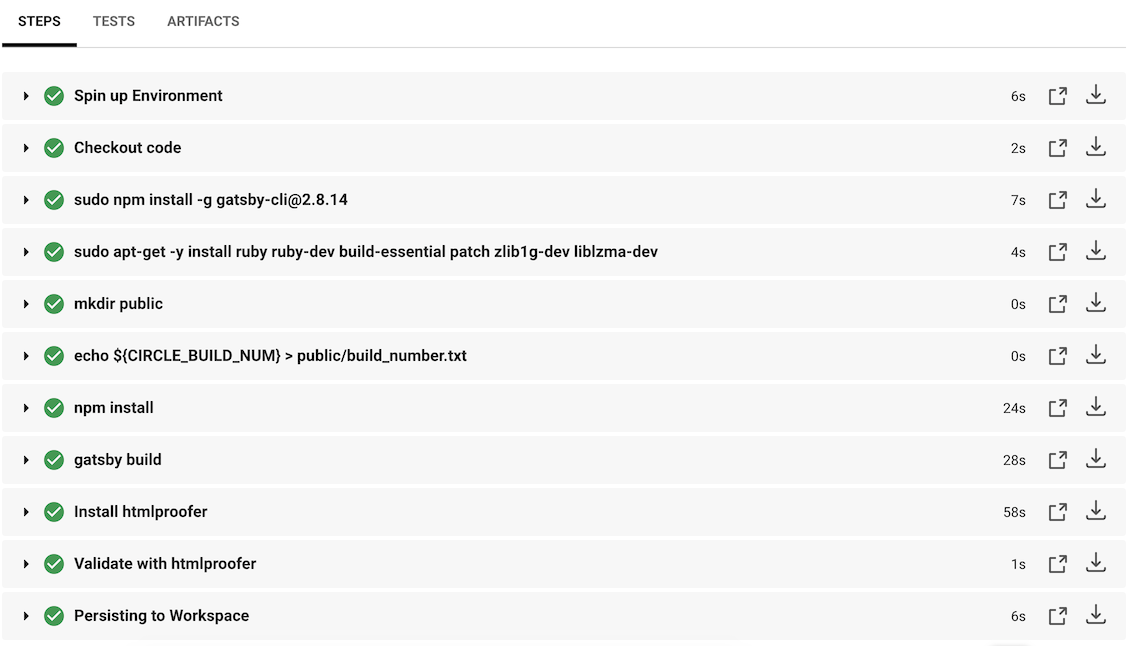 STEPS TESTS ARTIFACTS
Spin up Environment 6s
Checkout code 2s
sudo npm install -g gatsby-cli@2.8.14 7s
sudo apt-get -y install ruby ruby-dev build-essential patch zlib1g-dev liblzma-dev 4s
mkdir public 0s
echo ${CIRCLE_BUILD_NUM} > public/build_number.txt 0s
npm install 24s
gatsby build 28s
Install htmlproofer 58s
Validate with htmlproofer 1s
Persisting to Workspace 6s